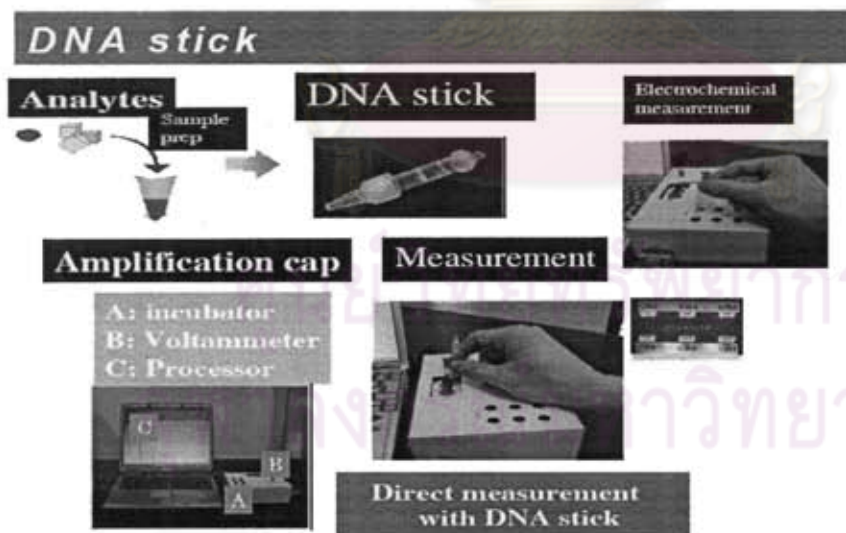 DNA stick
Analytes
Sample
prep
DNA stick
Electrochemical
measurement
Amplification cap
Measurement
A: incubator
B: Voltammeter
C: Processor
C
B
A
Direct measurement
with DNA stick